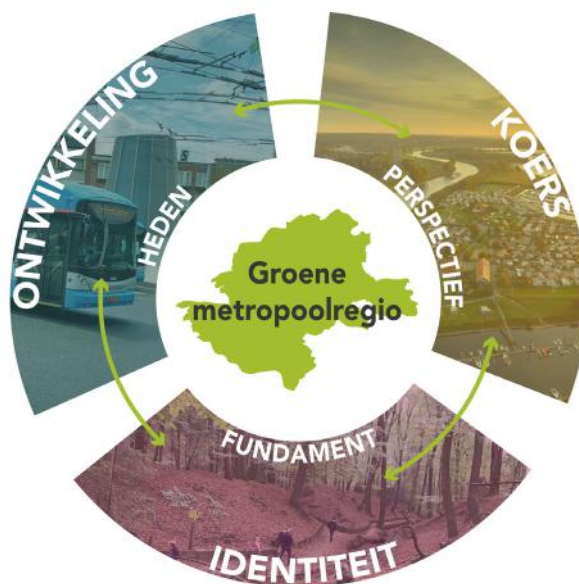 ONTWIKKELING
HEDEN
KOERS
PERSPECTIEF
Groene
metropoolregio
FUNDAMENT
IDENTITEIT